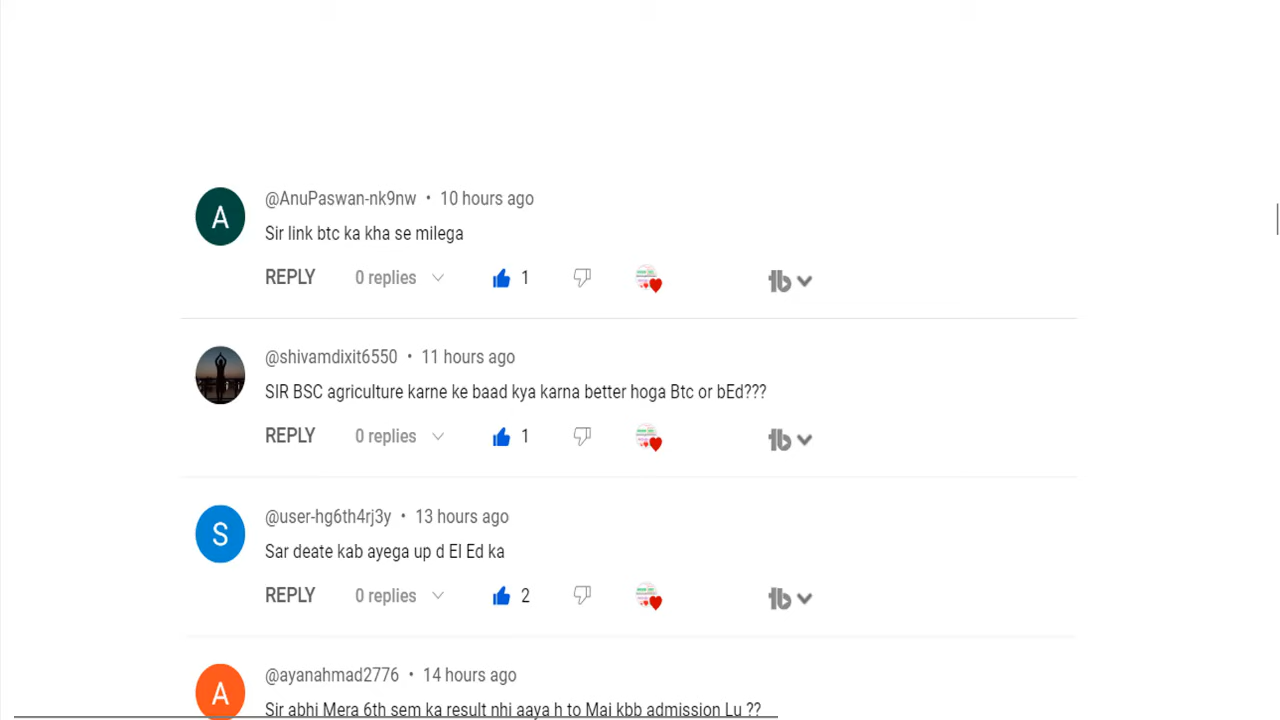 A
@AnuPaswan-nk9nw • 10 hours ago
Sir link btc ka kha se milega
REPLY 0 replies 1
@shivamdixit6550 • 11 hours ago
SIR BSC agriculture karne ke baad kya karna better hoga Btc or bEd???
REPLY 0 replies 1
S
@user-hg6th4rj3y • 13 hours ago
Sar deate kab ayega up d El Ed ka
REPLY 0 replies 2
A
@ayanahmad2776 • 14 hours ago
Sir abhi Mera 6th sem ka result nhi aaya h to Mai kbb admission Lu ??